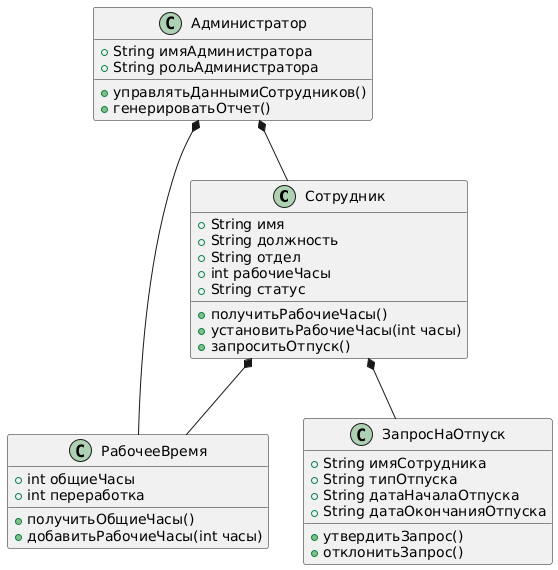 C Администратор
String имяАдминистратора
String рольАдминистратора
управлятьДаннымиСотрудников()
генерироватьОтчет()
C Сотрудник
String имя
String должность
String отдел
int рабочиеЧасы
String статус
получитьРабочиеЧасы()
установитьРабочиеЧасы(int часы)
запроситьОтпуск()
C РабочееВремя
int общиеЧасы
int переработка
получитьОбщиеЧасы()
добавитьРабочиеЧасы(int часы)
C ЗапросНаОтпуск
String имяСотрудника
String типОтпуска
String датаНачалаОтпуска
String датаОкончанияОтпуска
утвердитьЗапрос()
отклонитьЗапрос()